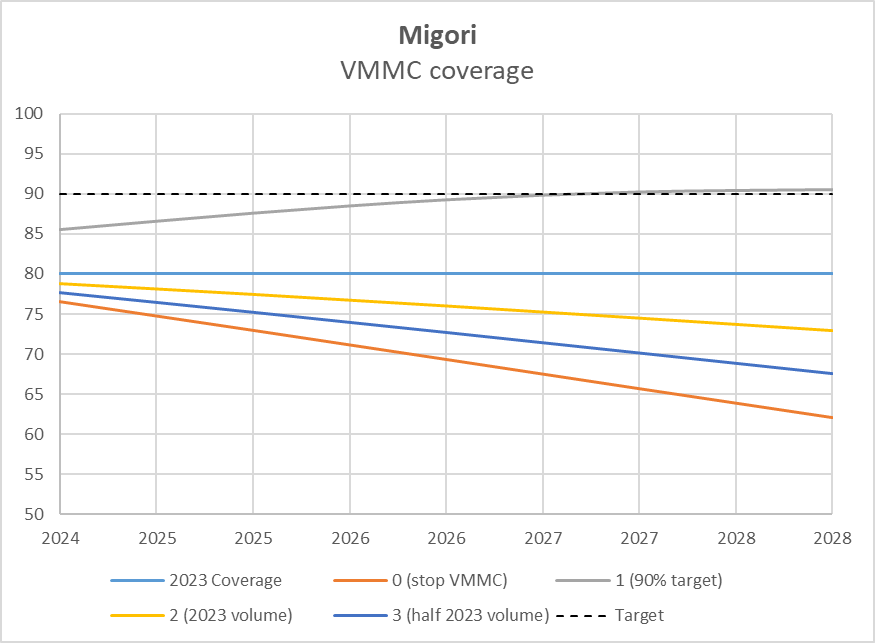 Migori
VMMC coverage
100
95
90
85
80
75
70
65
60
55
50
2024 2025 2025 2026 2026 2027 2027 2028 2028
2023 Coverage 0 (stop VMMC) 1 (90% target)
2 (2023 volume) 3 (half 2023 volume) Target